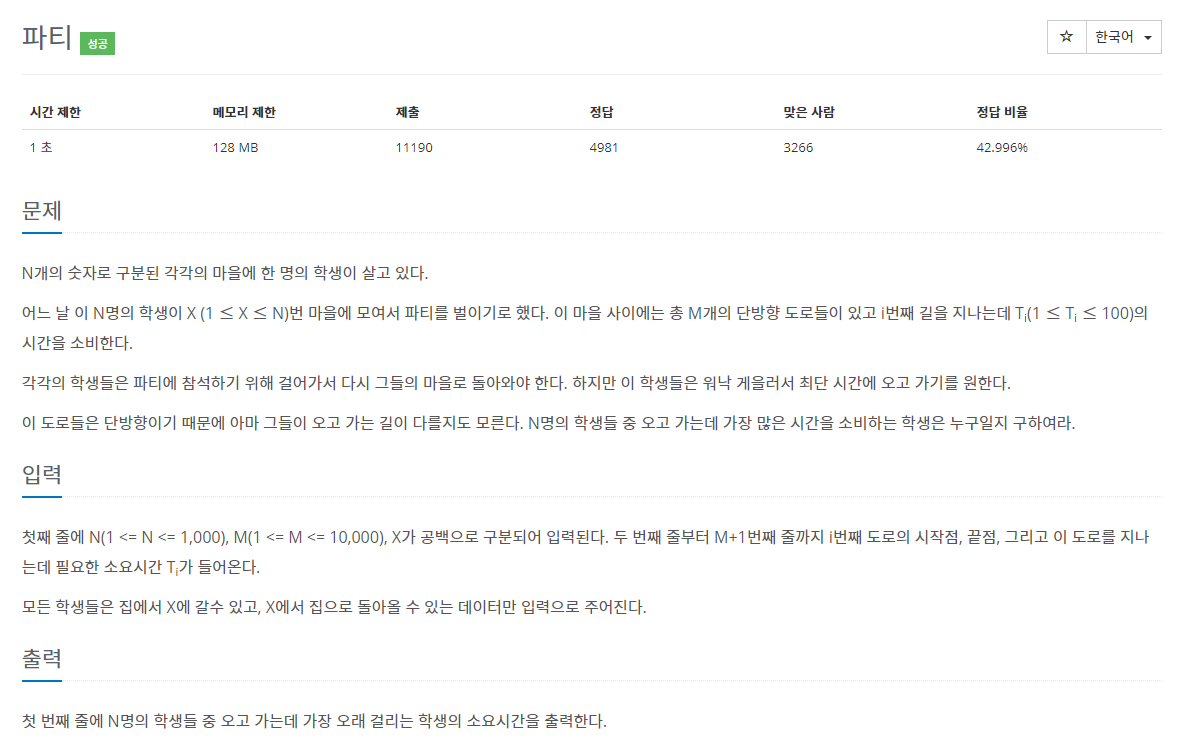 파티 성공
☆ 한국어
시간 제한 메모리 제한 제출 정답 맞은 사람 정답 비율
1 초 128 MB 11190 4981 3266 42.996%
문제
N개의 숫자로 구분된 각각의 마을에 한 명의 학생이 살고 있다.
어느 날 이 N명의 학생이 X (1 ≤ X ≤ N)번 마을에 모여서 파티를 벌이기로 했다. 이 마을 사이에는 총 M개의 단방향 도로들이 있고 i번째 길을 지나는데 Ti(1 ≤ Ti ≤ 100)의
시간을 소비한다.
각각의 학생들은 파티에 참석하기 위해 걸어가서 다시 그들의 마을로 돌아와야 한다. 하지만 이 학생들은 워낙 게을러서 최단 시간에 오고 가기를 원한다.
이 도로들은 단방향이기 때문에 아마 그들이 오고 가는 길이 다를지도 모른다. N명의 학생들 중 오고 가는데 가장 많은 시간을 소비하는 학생은 누구일지 구하여라.
입력
첫째 줄에 N(1 <= N <= 1,000), M(1 <= M <= 10,000), X가 공백으로 구분되어 입력된다. 두 번째 줄부터 M+1번째 줄까지 i번째 도로의 시작점, 끝점, 그리고 이 도로를 지나
는데 필요한 소요시간 Ti가 들어온다.
모든 학생들은 집에서 X에 갈수 있고, X에서 집으로 돌아올 수 있는 데이터만 입력으로 주어진다.
출력
첫 번째 줄에 N명의 학생들 중 오고 가는데 가장 오래 걸리는 학생의 소요시간을 출력한다.